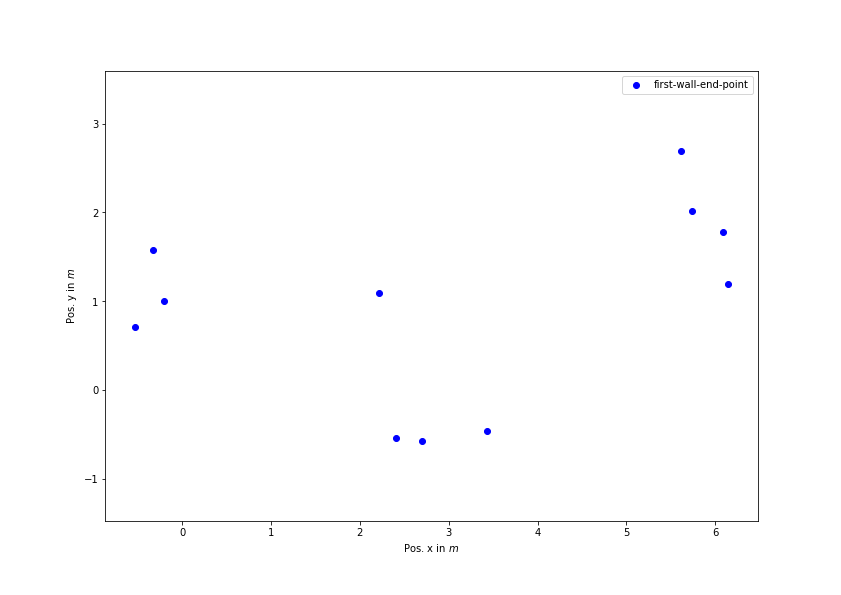 first-wall-end-point
3
2
1
0
−1
Pos. y in m
0 1 2 3 4 5 6
Pos. x in m